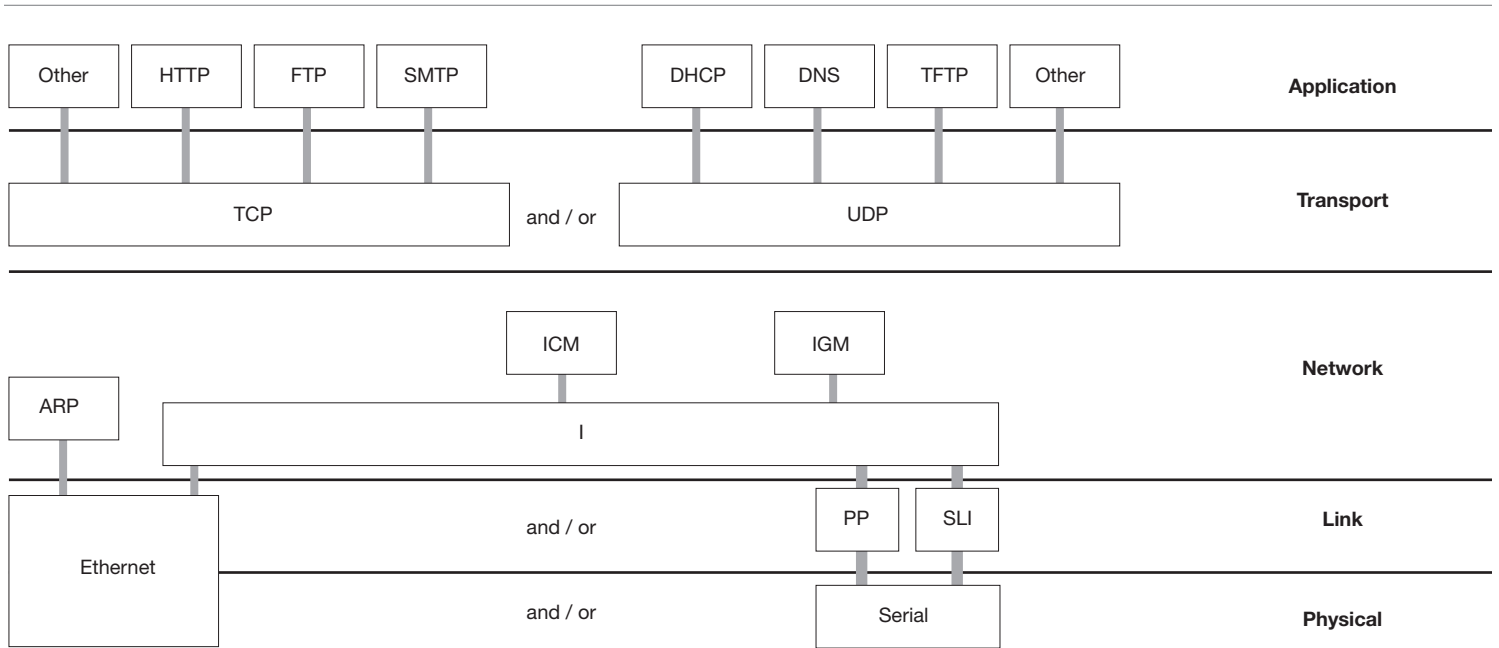 Other HTTP FTP SMTP DHCP DNS TFTP Other Application
TCP and / or UDP Transport
ICM IGM Network
ARP
I
and / or PP SLI Link
Ethernet
and / or Serial Physical